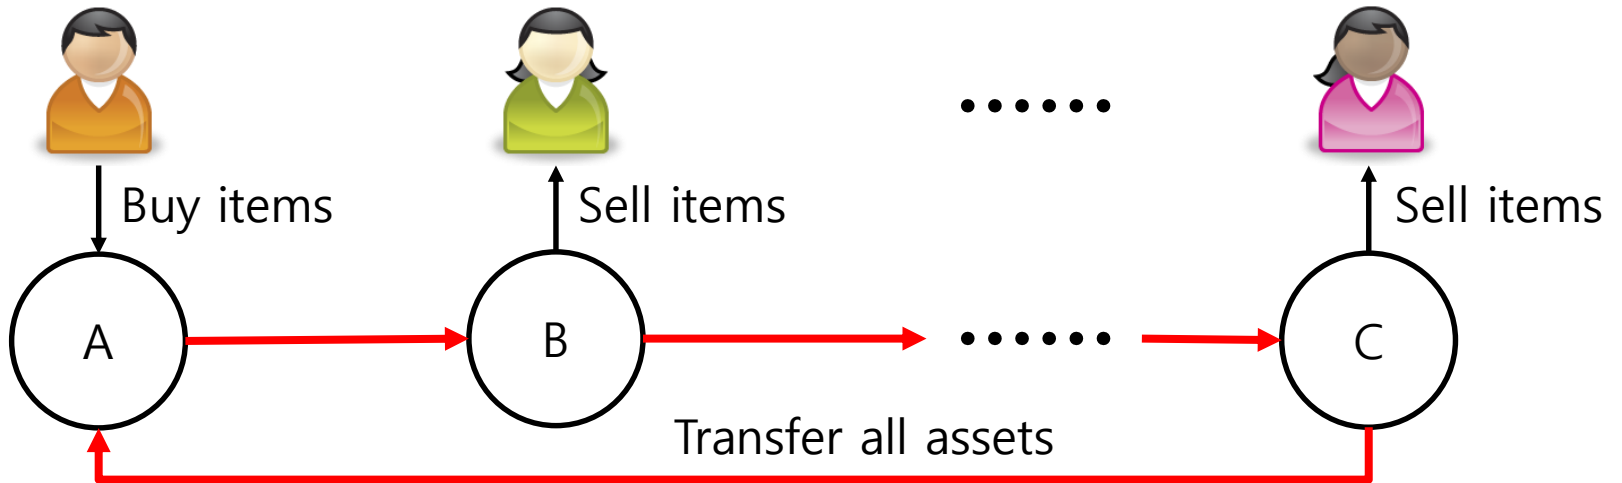 Buy items
Sell items
Sell items
A
B
C
Transfer all assets